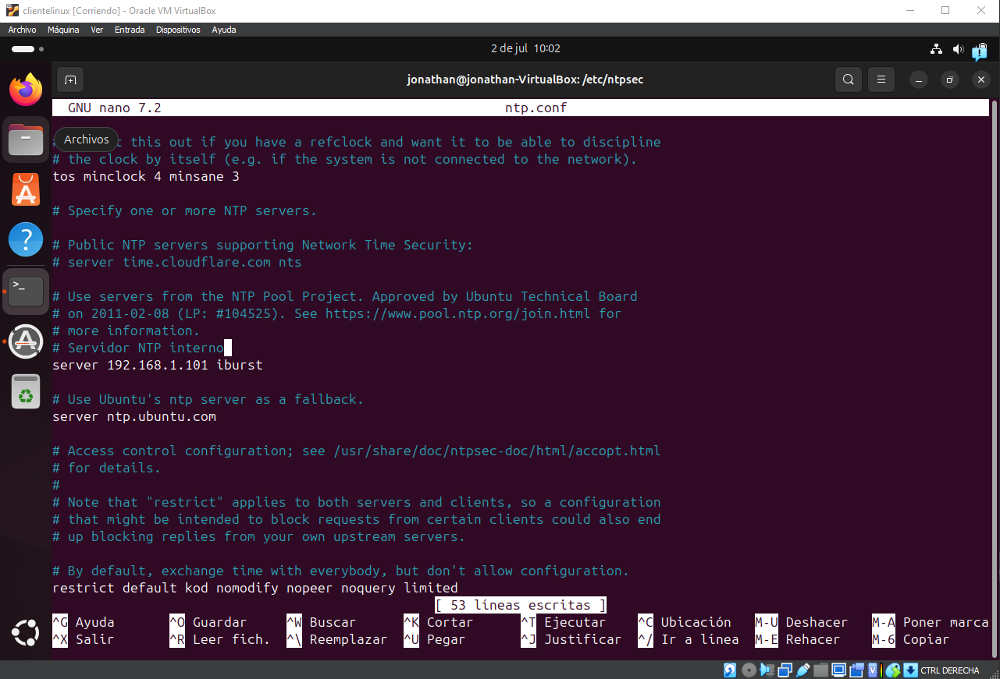 clientelinux [Corriendo] - Oracle VM VirtualBox
Archivo Máquina Ver Entrada Dispositivos Ayuda
2 de jul 10:02
jonathan@jonathan-VirtualBox: /etc/ntpsec
GNU nano 7.2 ntp.conf
Archivos
# t this out if you have a refclock and want it to be able to discipline
# the clock by itself (e.g. if the system is not connected to the network).
tos minclock 4 minsane 3
# Specify one or more NTP servers.
# Public NTP servers supporting Network Time Security:
# server time.cloudflare.com nts
# Use servers from the NTP Pool Project. Approved by Ubuntu Technical Board
# on 2011-02-08 (LP: #104525). See https://www.pool.ntp.org/join.html for
# more information.
# Servidor NTP interno
server 192.168.1.101 iburst
# Use Ubuntu's ntp server as a fallback.
server ntp.ubuntu.com
# Access control configuration; see /usr/share/doc/ntpsec-doc/html/accopt.html
# for details.
#
# Note that "restrict" applies to both servers and clients, so a configuration
# that might be intended to block requests from certain clients could also end
# up blocking replies from your own upstream servers.
# By default, exchange time with everybody, but don't allow configuration.
restrict default kod nomodify nopeer noquery limited
[ 53 líneas escritas ]
^G Ayuda ^O Guardar ^W Buscar ^K Cortar ^T Ejecutar ^C Ubicación M-U Deshacer M-A Poner marca
^X Salir ^R Leer fich. ^\ Reemplazar ^U Pegar ^J Justificar ^/ Ir a línea M-E Rehacer M-6 Copiar
CTRL DERECHA